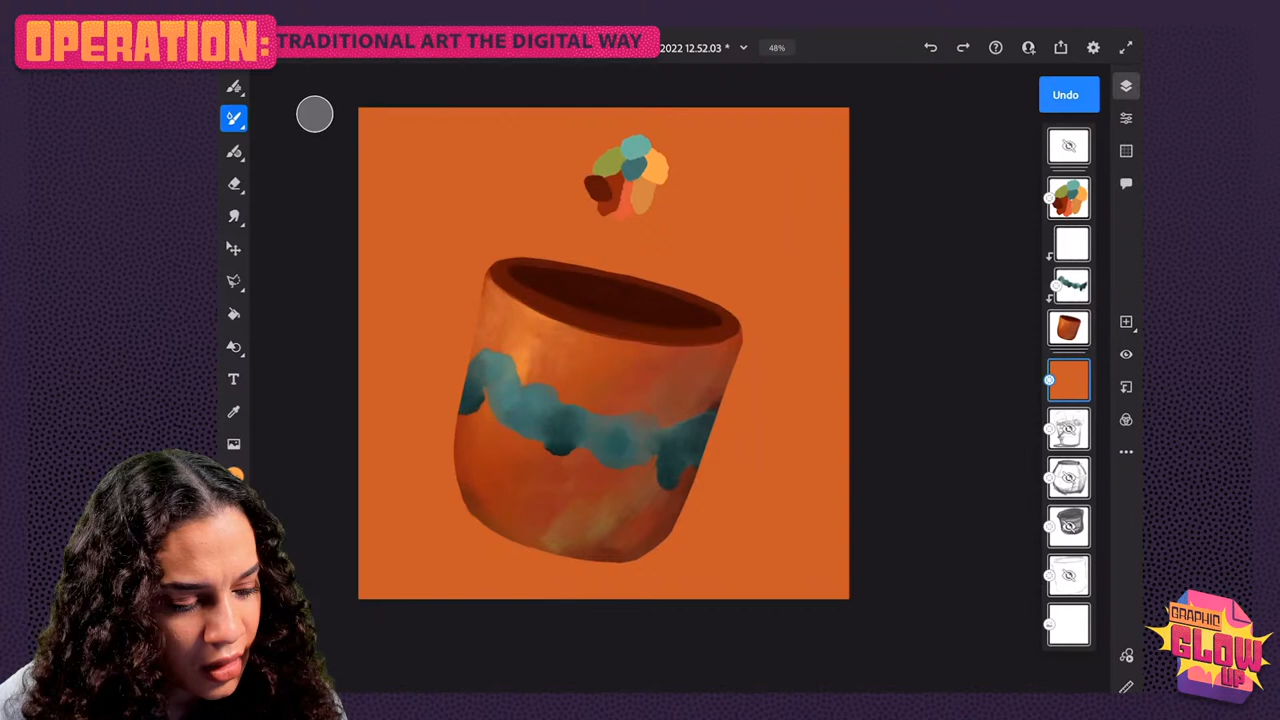 OPERATION:
TRADITIONAL ART THE DIGITAL WAY
2022 12.52.03 *
48%
Undo
T
GRAPHIC
GLOW
UP